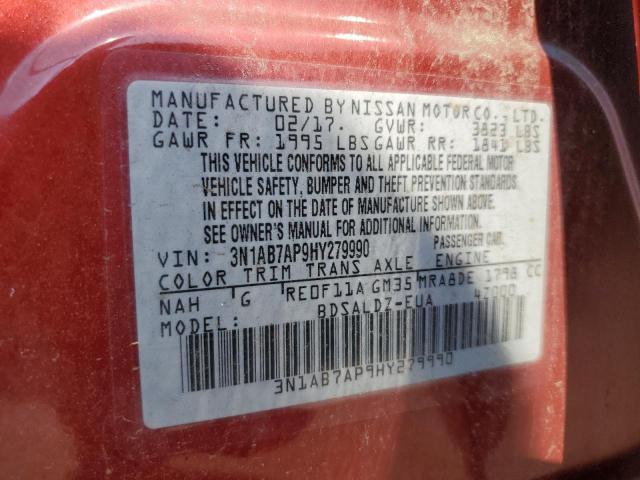 MANUFACTURED BY NISSAN MOTOR CO., LTD.
DATE: 02/17. GVWR: 3823 LBS
GAWR FR: 1995 LBS GAWR RR: 1841 LBS
THIS VEHICLE CONFORMS TO ALL APPLICABLE FEDERAL MOTOR
VEHICLE SAFETY, BUMPER AND THEFT PREVENTION STANDARDS
IN EFFECT ON THE DATE OF MANUFACTURE SHOWN ABOVE.
SEE OWNER'S MANUAL FOR ADDITIONAL INFORMATION
VIN: 3N1AB7AP9HY279990 PASSENGER CAR
COLOR TRIM TRANS AXLE ENGINE
NAH G RE0F11A GM35 MRA8DE 1798 CC
MODEL: BDSALDZ-EUA 47000
3N1AB7AP9HY279990